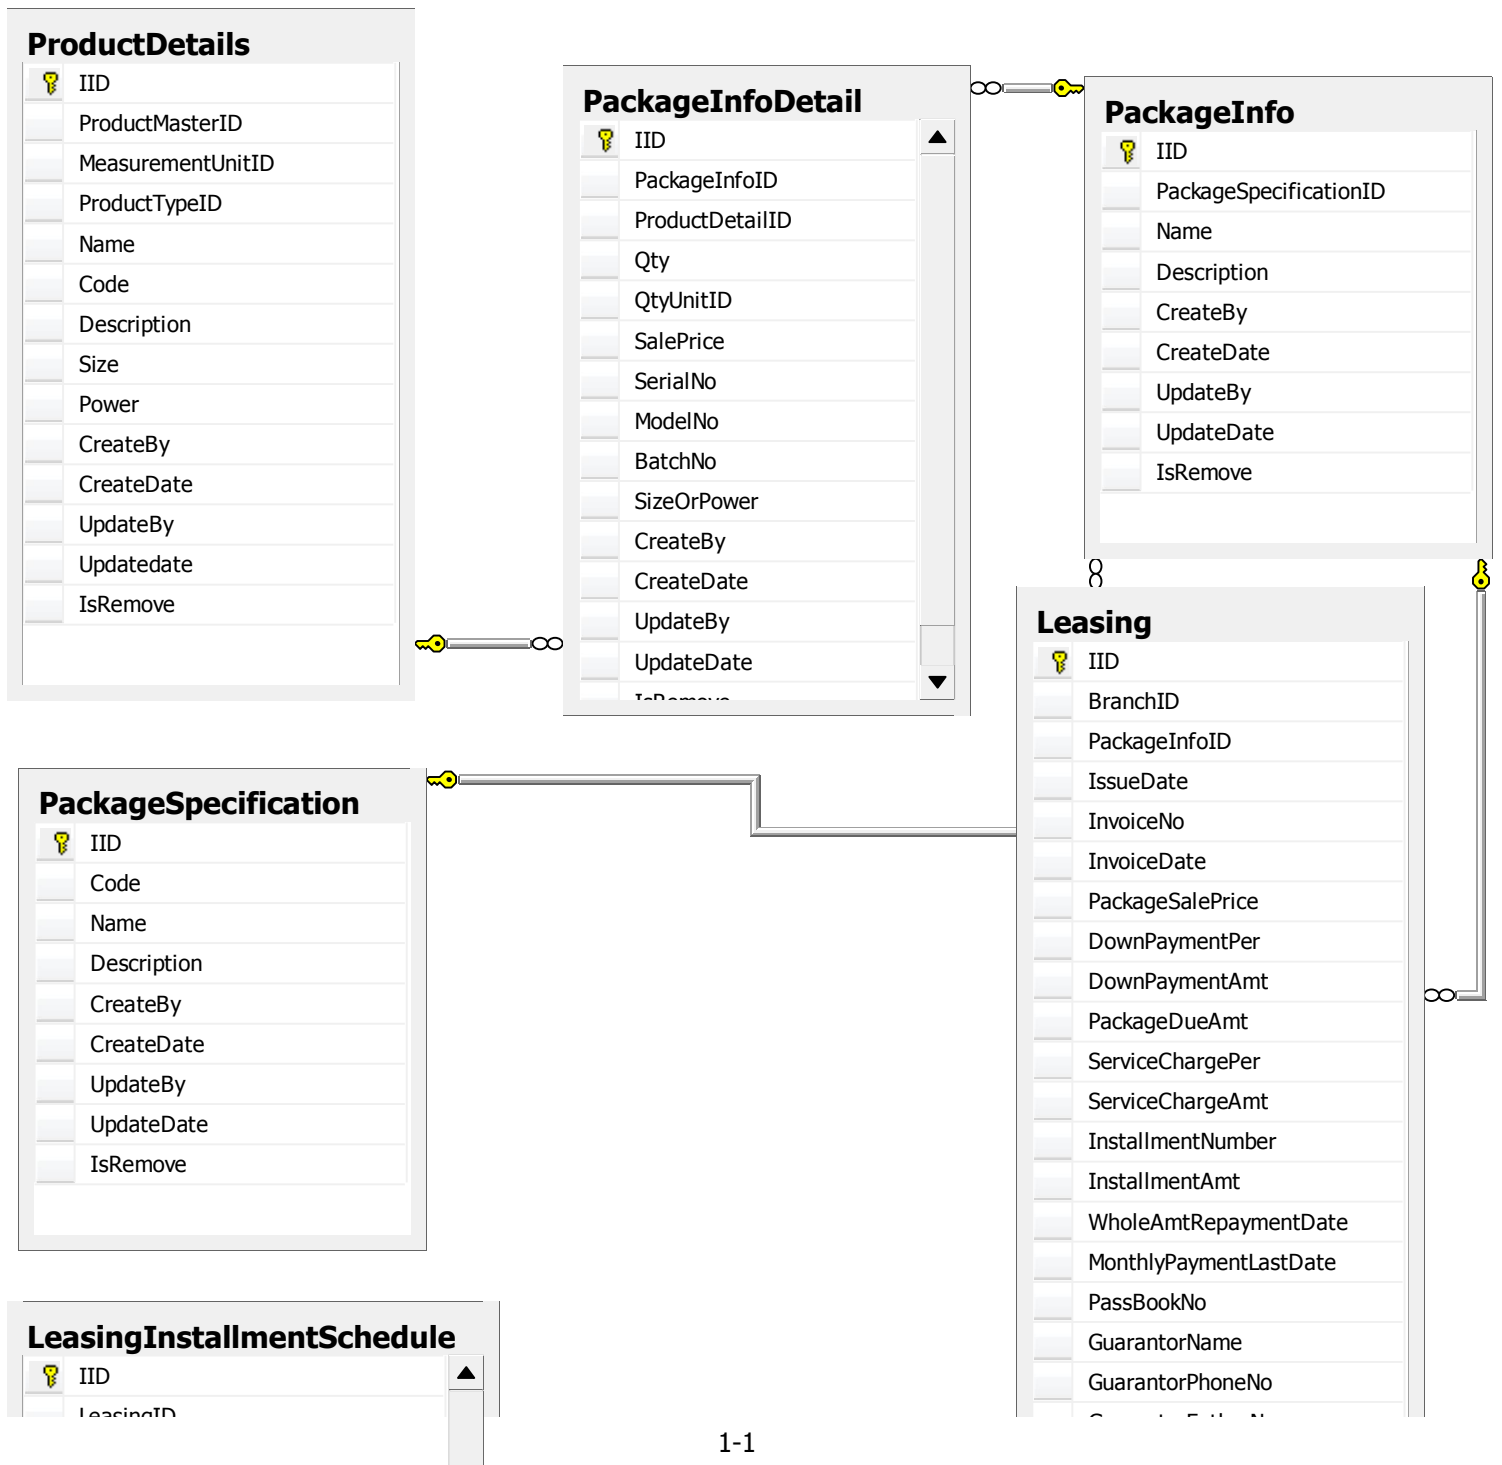 ProductDetails
IID
ProductMasterID
MeasurementUnitID
ProductTypeID
Name
Code
Description
Size
Power
CreateBy
CreateDate
UpdateBy
Updatedate
IsRemove
PackageInfoDetail
IID
PackageInfoID
ProductDetailID
Qty
QtyUnitID
SalePrice
SerialNo
ModelNo
BatchNo
SizeOrPower
CreateBy
CreateDate
UpdateBy
UpdateDate
IsRemove
PackageInfo
IID
PackageSpecificationID
Name
Description
CreateBy
CreateDate
UpdateBy
UpdateDate
IsRemove
Leasing
IID
BranchID
PackageInfoID
IssueDate
InvoiceNo
InvoiceDate
PackageSalePrice
DownPaymentPer
DownPaymentAmt
PackageDueAmt
ServiceChargePer
ServiceChargeAmt
InstallmentNumber
InstallmentAmt
WholeAmtRepaymentDate
MonthlyPaymentLastDate
PassBookNo
GuarantorName
GuarantorPhoneNo
PackageSpecification
IID
Code
Name
Description
CreateBy
CreateDate
UpdateBy
UpdateDate
IsRemove
LeasingInstallmentSchedule
IID
LeasingID
1-1